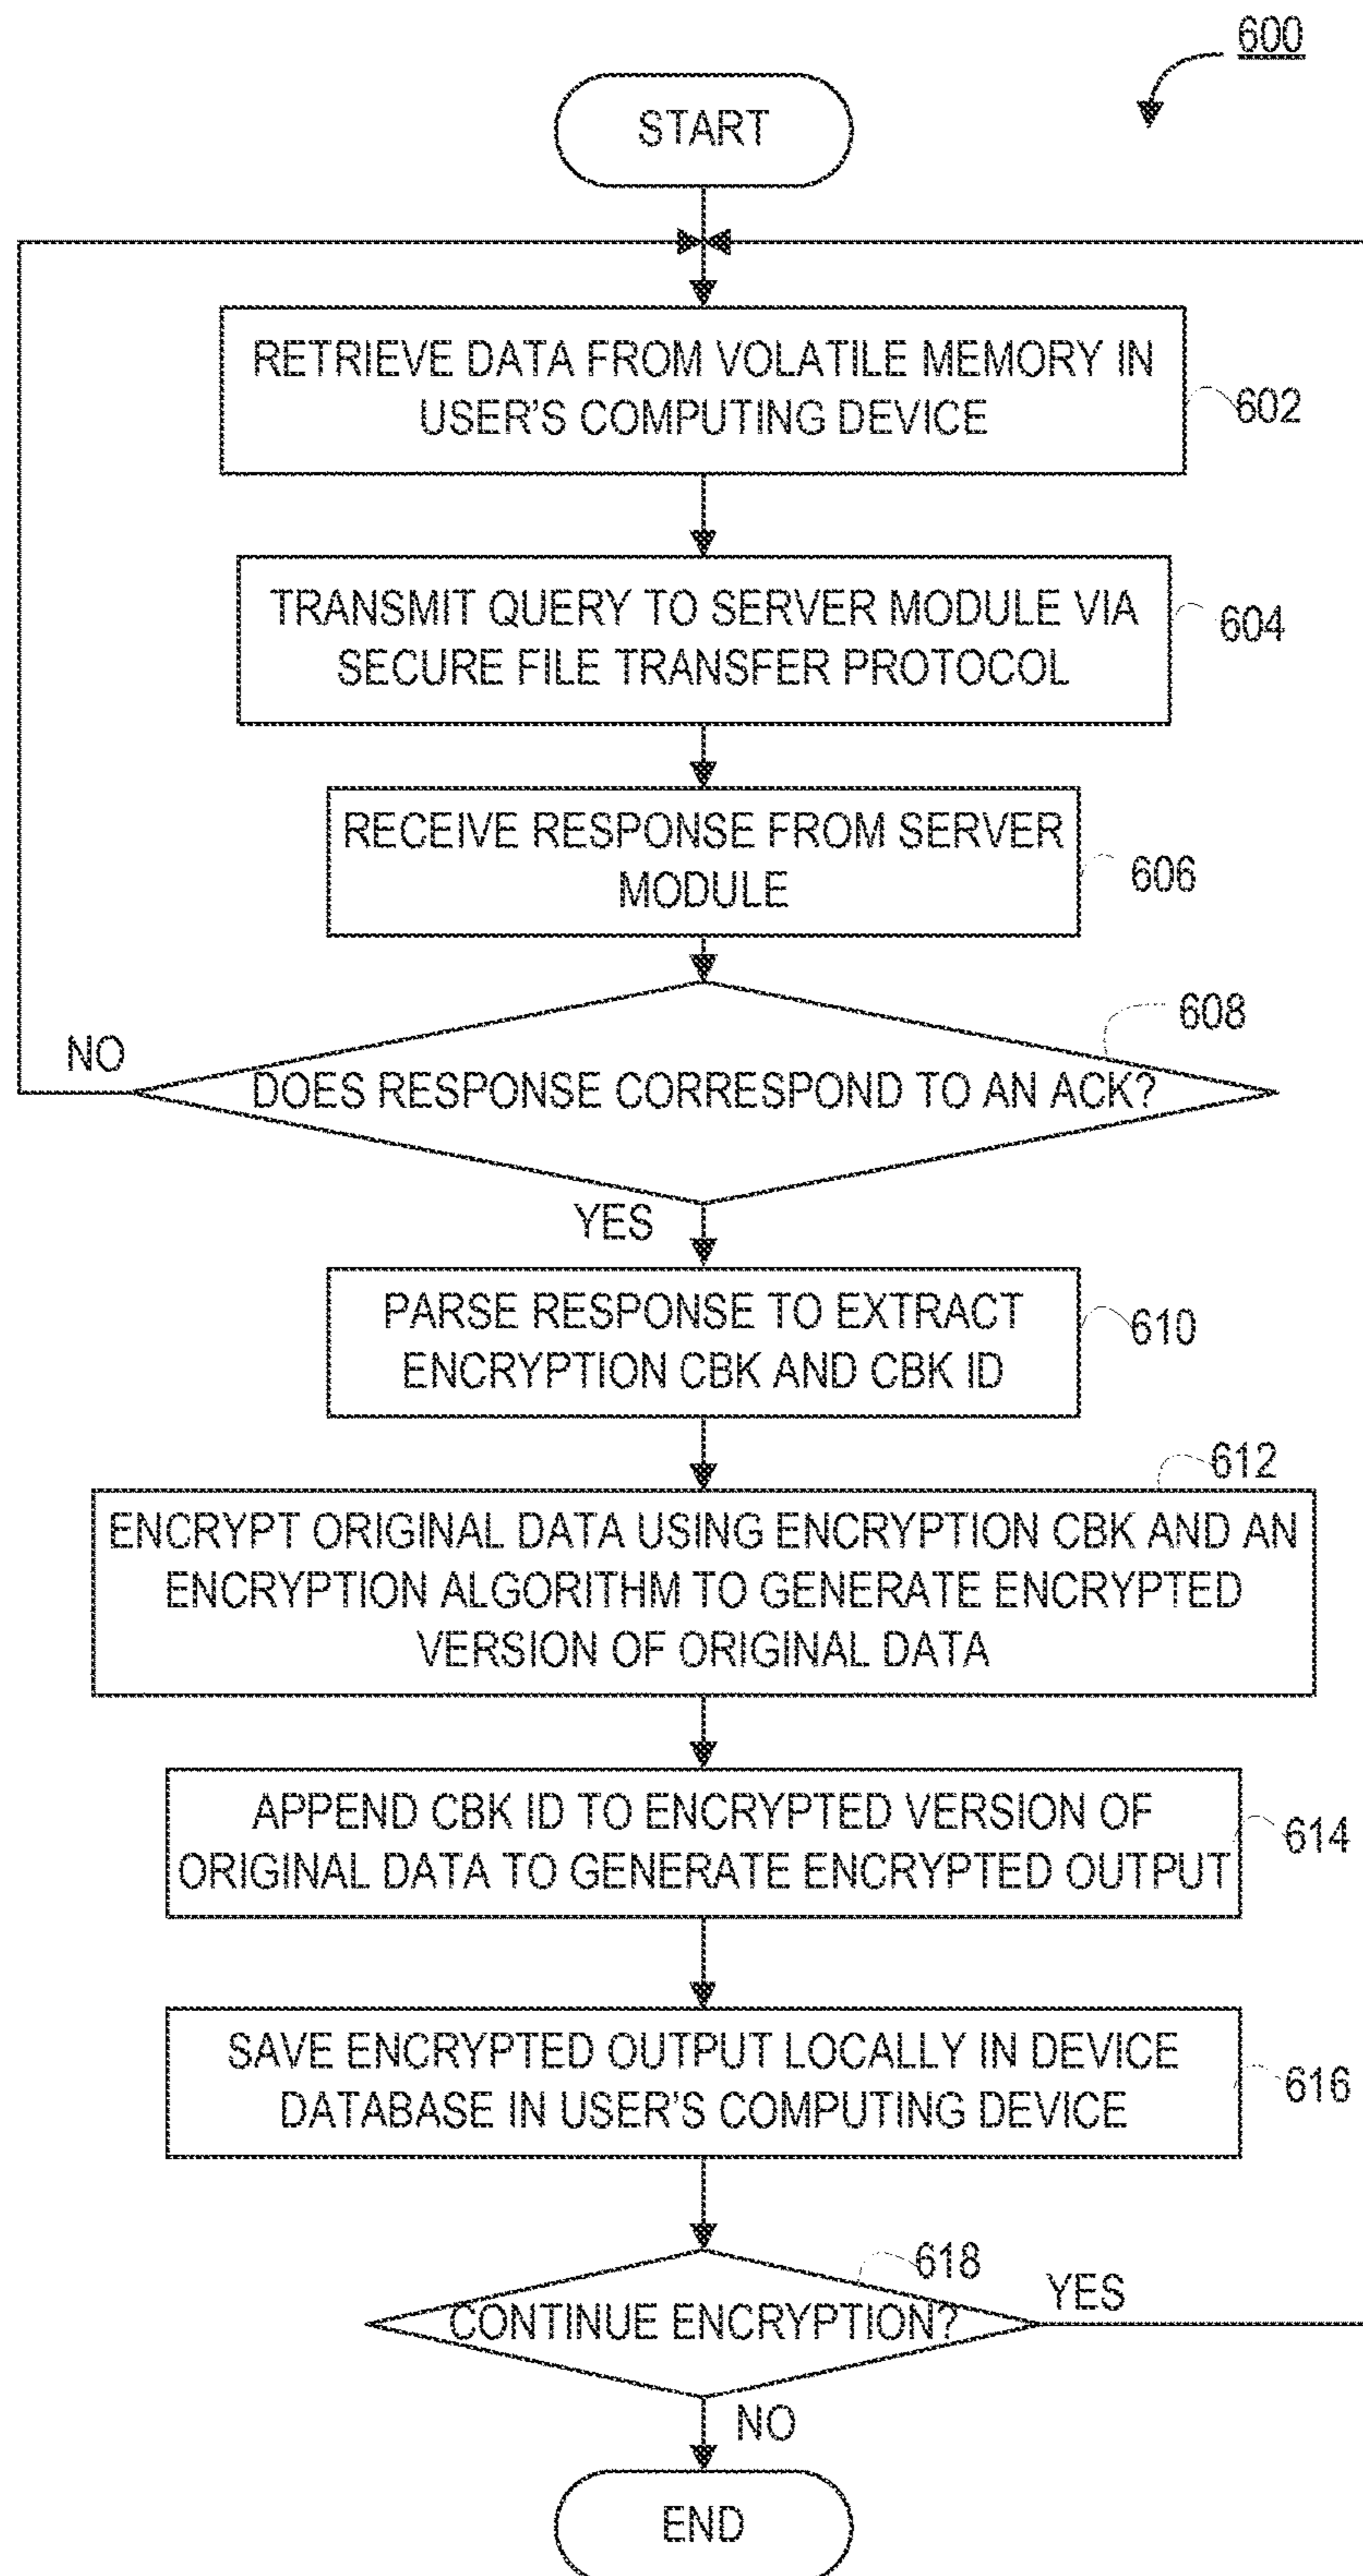 600
START
RETRIEVE DATA FROM VOLATILE MEMORY IN
USER'S COMPUTING DEVICE
602
TRANSMIT QUERY TO SERVER MODULE VIA
SECURE FILE TRANSFER PROTOCOL
604
RECEIVE RESPONSE FROM SERVER
MODULE
606
608
NO
DOES RESPONSE CORRESPOND TO AN ACK?
YES
PARSE RESPONSE TO EXTRACT
ENCRYPTION CBK AND CBK ID
610
612
ENCRYPT ORIGINAL DATA USING ENCRYPTION CBK AND AN
ENCRYPTION ALGORITHM TO GENERATE ENCRYPTED
VERSION OF ORIGINAL DATA
APPEND CBK ID TO ENCRYPTED VERSION OF
ORIGINAL DATA TO GENERATE ENCRYPTED OUTPUT
614
SAVE ENCRYPTED OUTPUT LOCALLY IN DEVICE
DATABASE IN USER'S COMPUTING DEVICE
616
618
YES
CONTINUE ENCRYPTION?
NO
END